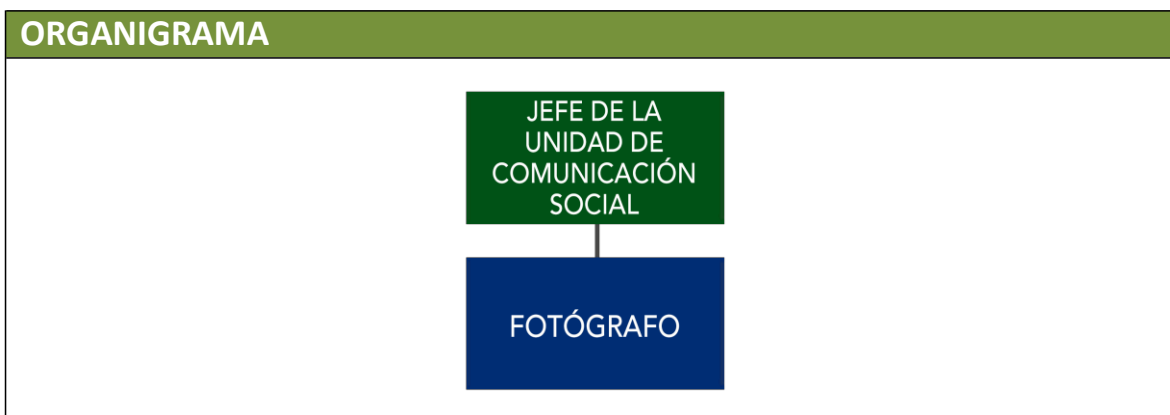 ORGANIGRAMA
JEFE DE LA
UNIDAD DE
COMUNICACIÓN
SOCIAL
FOTÓGRAFO